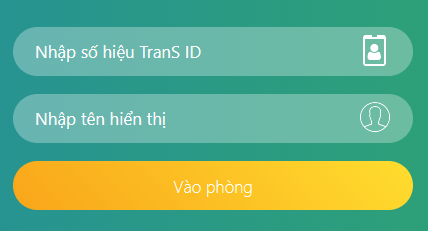 Nhập số hiệu TranS ID
Nhập tên hiển thị
Vào phòng